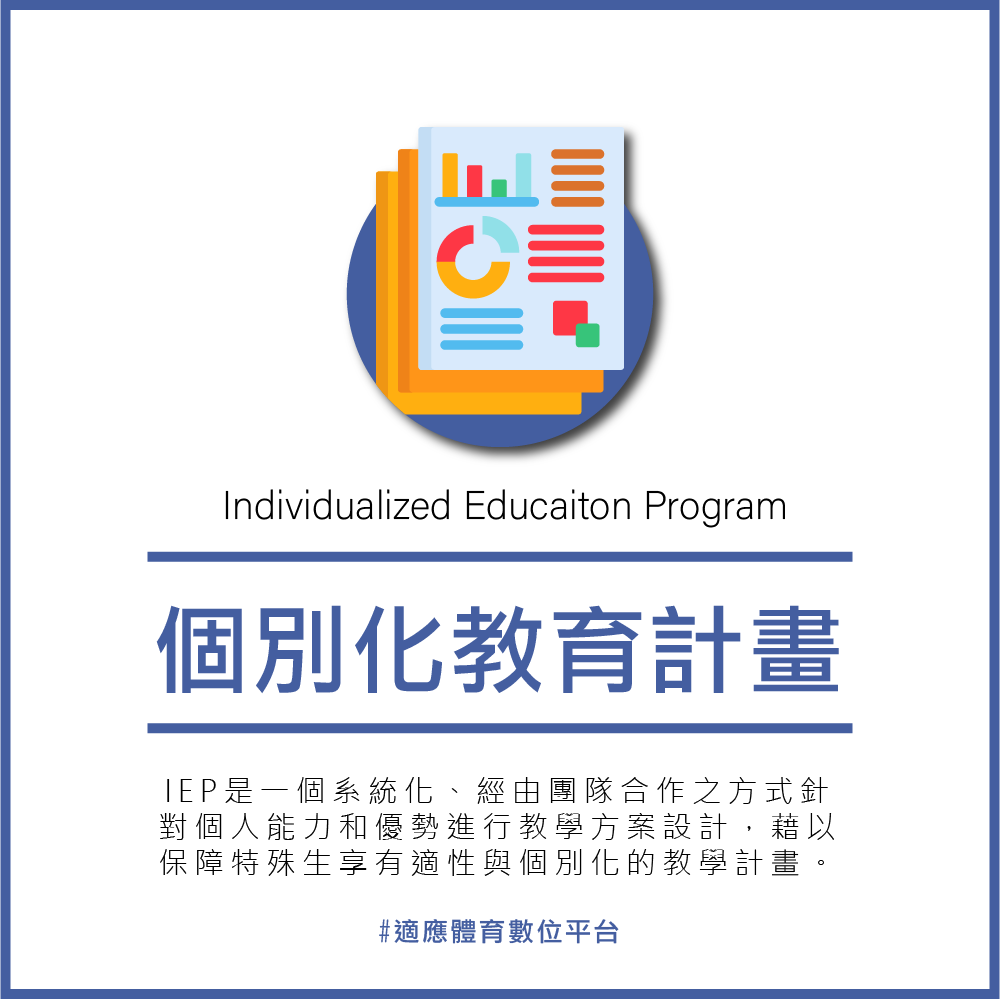 Individualized Educaiton Program
個別化教育計畫
IEP是一個系統化、經由團隊合作之方式針
對個人能力和優勢進行教學方案設計，藉以
保障特殊生享有適性與個別化的教學計畫。
#適應體育數位平台